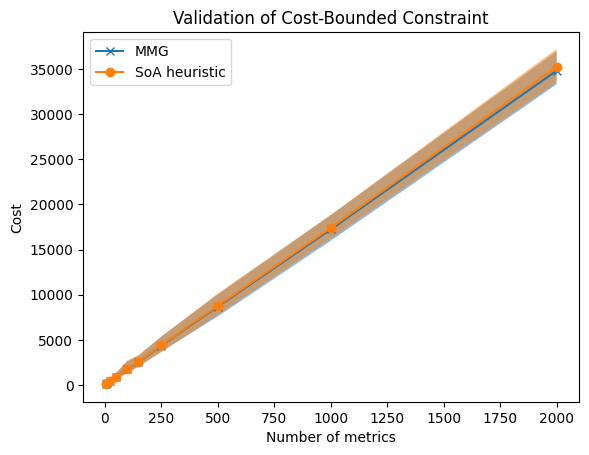 Validation of Cost-Bounded Constraint
MMG
SoA heuristic
35000
30000
25000
20000
15000
10000
5000
0
Cost
0 250 500 750 1000 1250 1500 1750 2000
Number of metrics